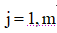 j = 1, m